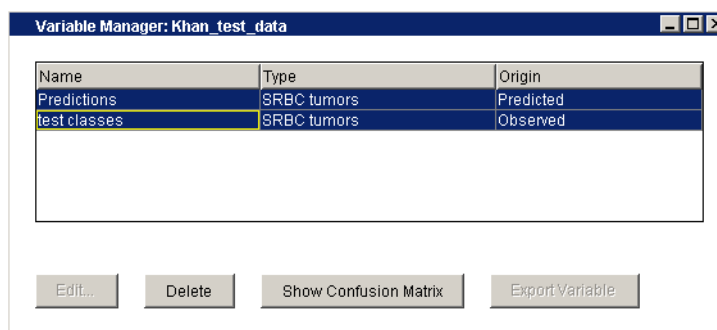 Variable Manager: Khan_test_data
Name Type Origin
Predictions SRBC tumors Predicted
test classes SRBC tumors Observed
Edit... Delete Show Confusion Matrix Export Variable